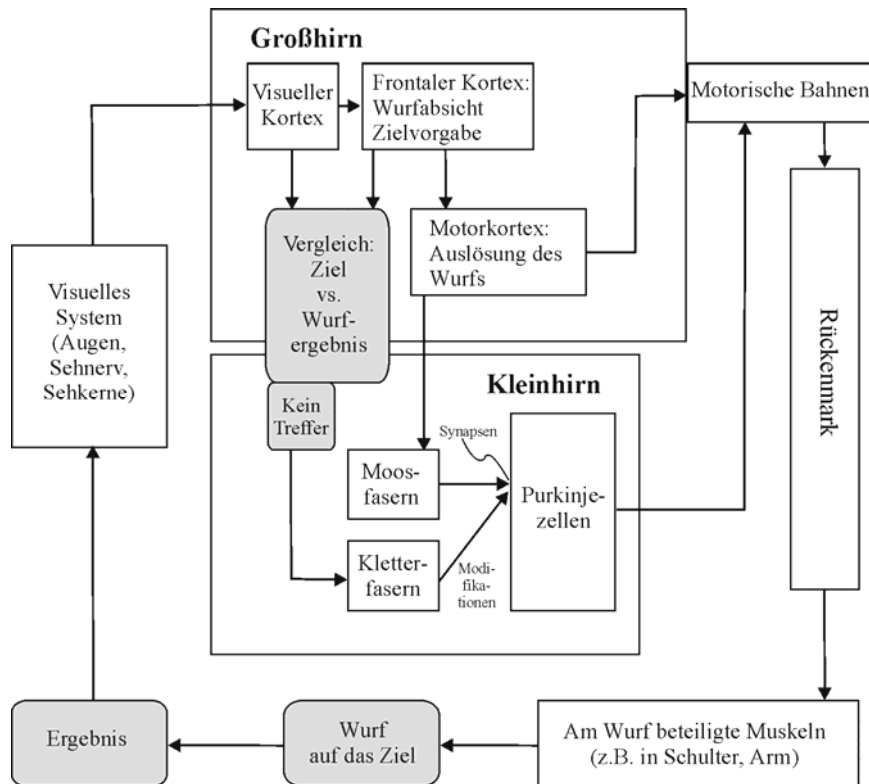 Großhirn
Visueller
Kortex
Frontaler Kortex:
Wurfabsicht
Zielvorgabe
Motorische Bahnen
Vergleich:
Ziel
vs.
Wurf-
ergebnis
Motorkortex:
Auslösung des
Wurfs
Visuelles
System
(Augen,
Sehnerv,
Sehkerne)
Rückenmark
Kleinhirn
Kein
Treffer
Synapsen
Moos-
fasern
Purkinje-
zellen
Kletter-
fasern
Modi-
fika-
tionen
Ergebnis
Wurf
auf das Ziel
Am Wurf beteiligte Muskeln
(z.B. in Schulter, Arm)